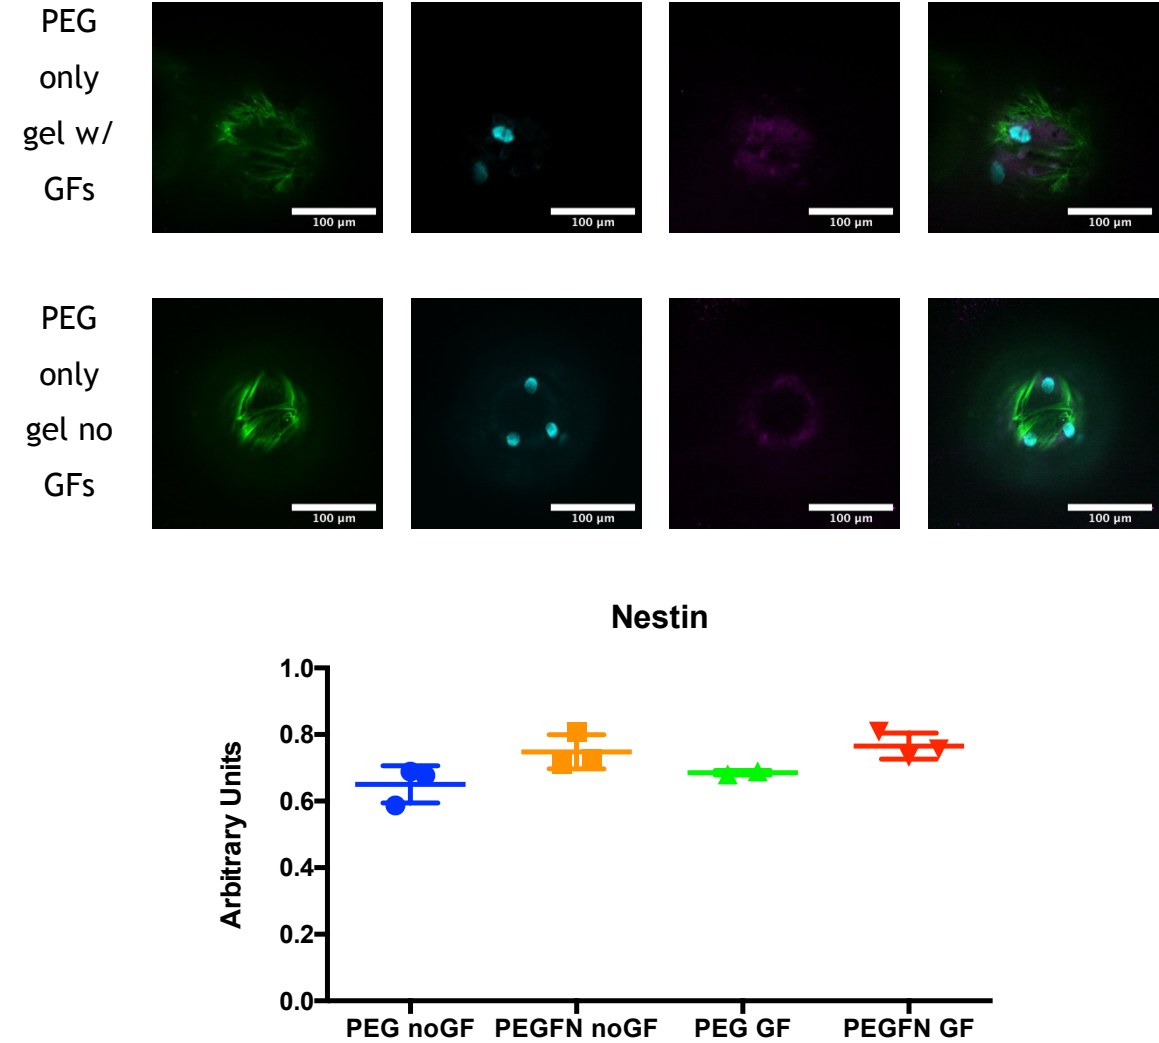 PEG
only
gel w/
GFs
100 µm
100 µm
100 µm
100 µm
PEG
only
gel no
GFs
100 µm
100 µm
100 µm
100 µm
Nestin
Arbitrary Units
1.0
0.8
0.6
0.4
0.2
0.0
PEG noGF
PEGFN noGF
PEG GF
PEGFN GF